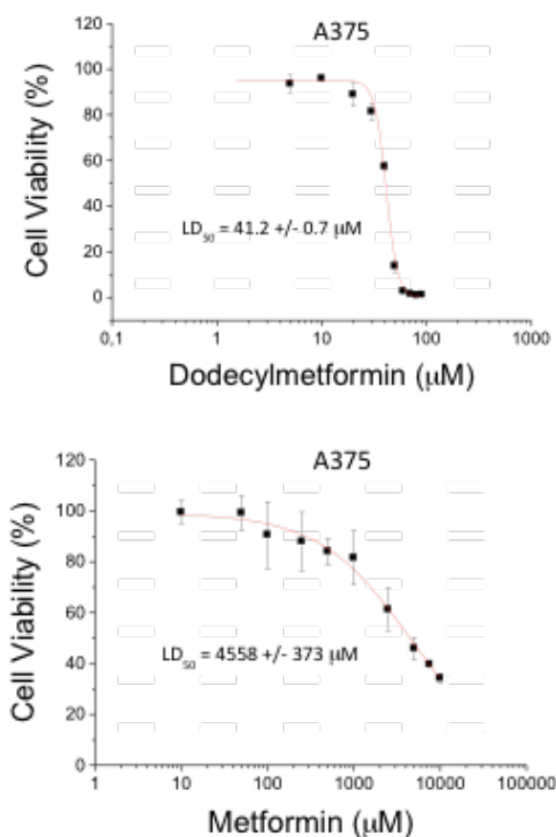 A375
120
100
80
60
40
20
0
Cell Viability (%)
LD50 = 41.2 +/- 0.7 µM
0,1 1 10 100 1000
Dodecylmetformin (µM)
A375
120
100
80
60
40
20
0
Cell Viability (%)
LD50 = 4558 +/- 373 µM
1 10 100 1000 10000 100000
Metformin (µM)